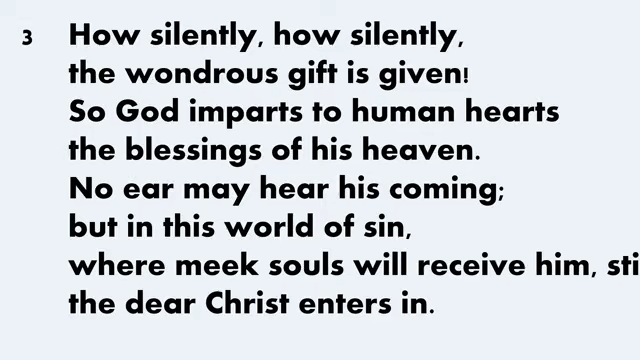 3 How silently, how silently,
the wondrous gift is given!
So God imparts to human hearts
the blessings of his heaven.
No ear may hear his coming;
but in this world of sin,
where meek souls will receive him, sti
the dear Christ enters in.